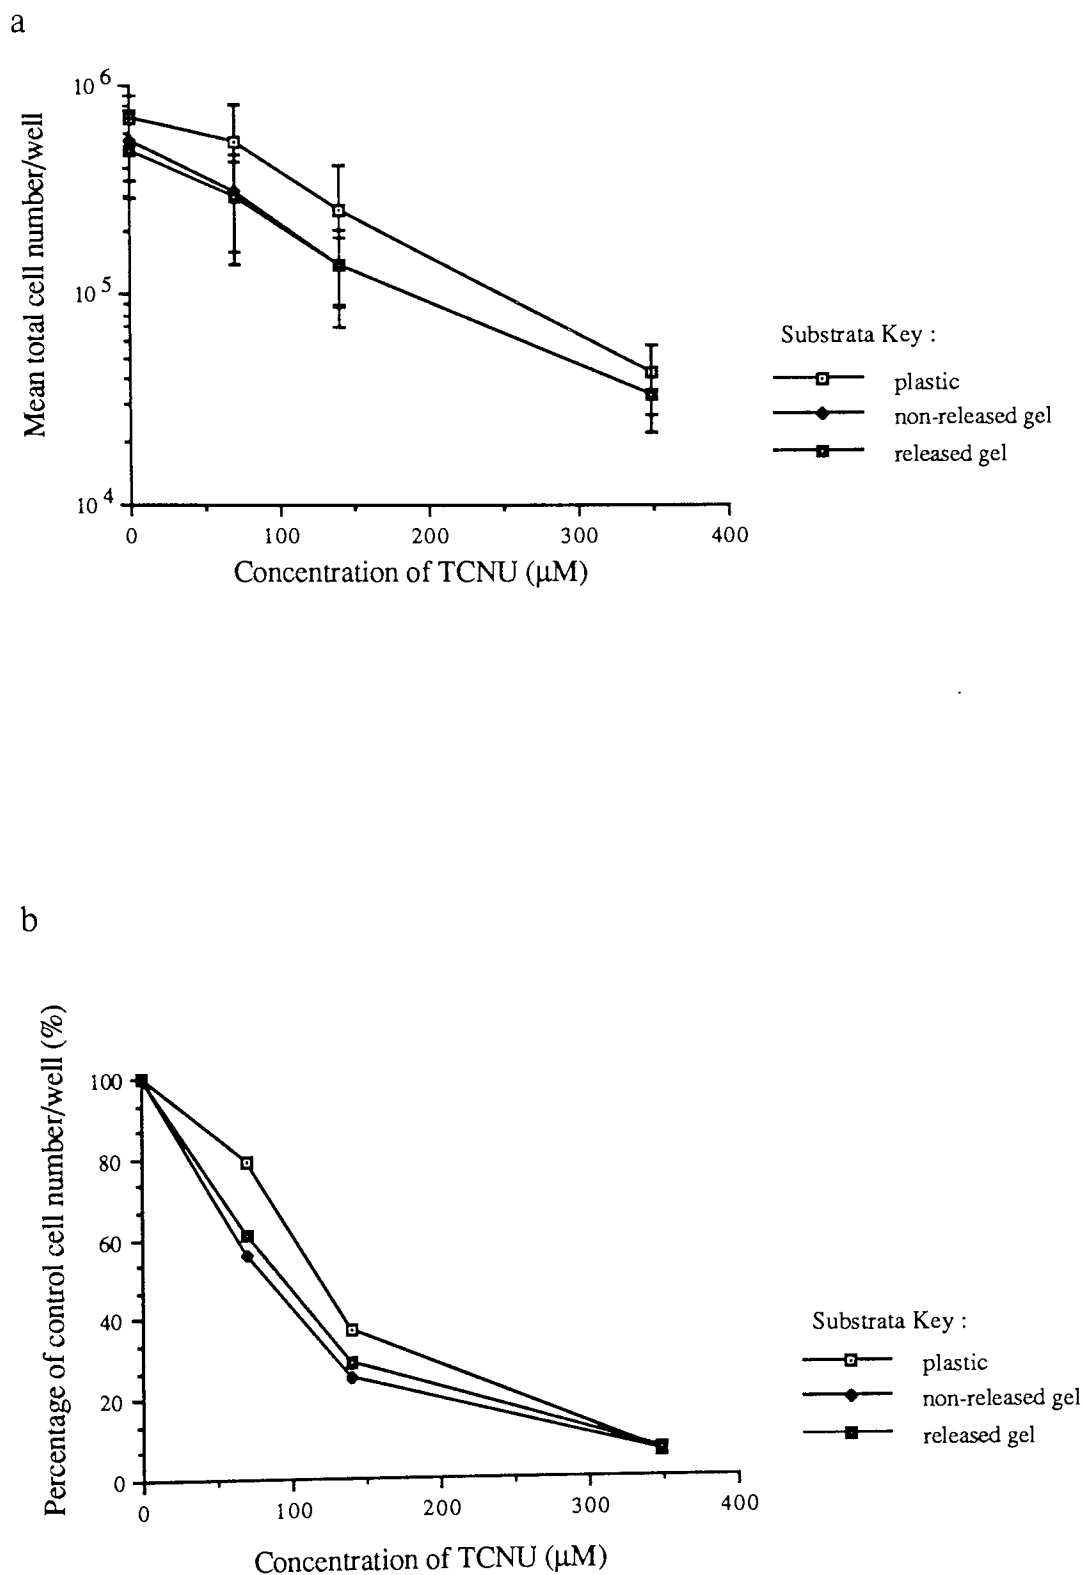 a
10^6
10^5
10^4
Mean total cell number/well
0 100 200 300 400
Concentration of TCNU (µM)
Substrata Key :
plastic
non-released gel
released gel
b
Percentage of control cell number/well (%)
100
80
60
40
20
0
0 100 200 300 400
Concentration of TCNU (µM)
Substrata Key :
plastic
non-released gel
released gel